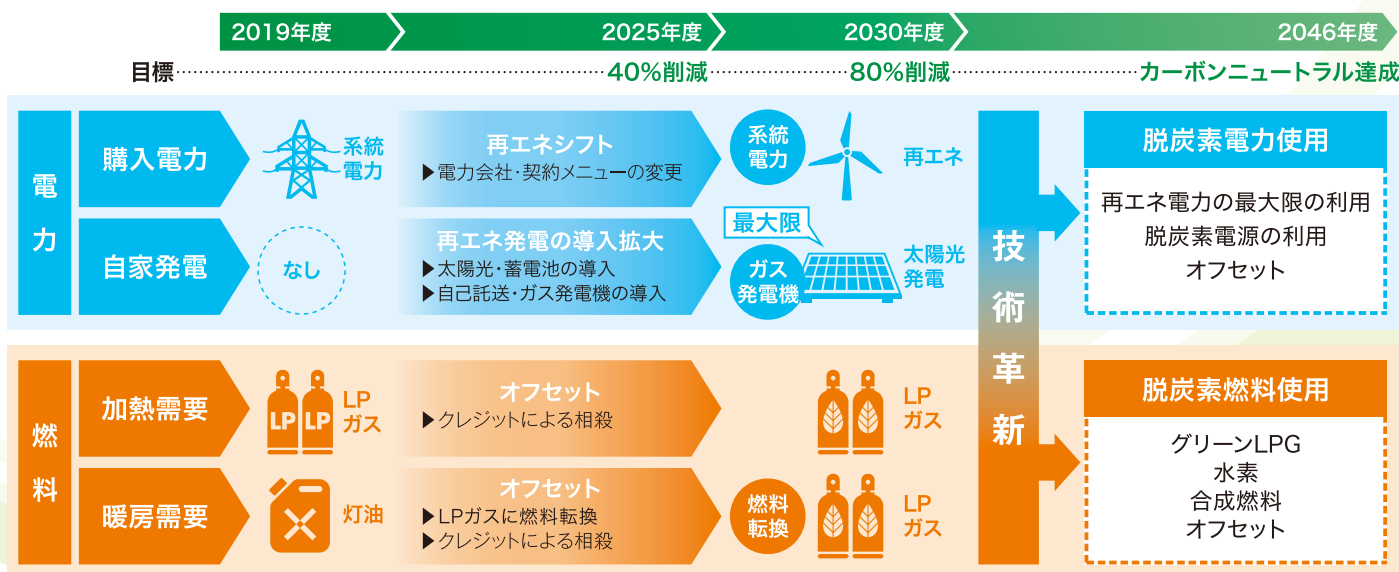 2019年度
2025年度
2030年度
2046年度
目標
40%削減
80%削減
カーボンニュートラル達成
電力
購入電力
系統
電力
再エネシフト
▶電力会社・契約メニューの変更
系統
電力
再エネ
自家発電
なし
再エネ発電の導入拡大
▶太陽光・蓄電池の導入
▶自己託送・ガス発電機の導入
最大限
ガス
発電機
太陽光
発電
技術革新
脱炭素電力使用
再エネ電力の最大限の利用
脱炭素電源の利用
オフセット
燃料
加熱需要
LP
LP
LP
ガス
オフセット
▶クレジットによる相殺
LP
ガス
暖房需要
灯油
オフセット
▶LPガスに燃料転換
▶クレジットによる相殺
燃料
転換
LP
ガス
脱炭素燃料使用
グリーンLPG
水素
合成燃料
オフセット